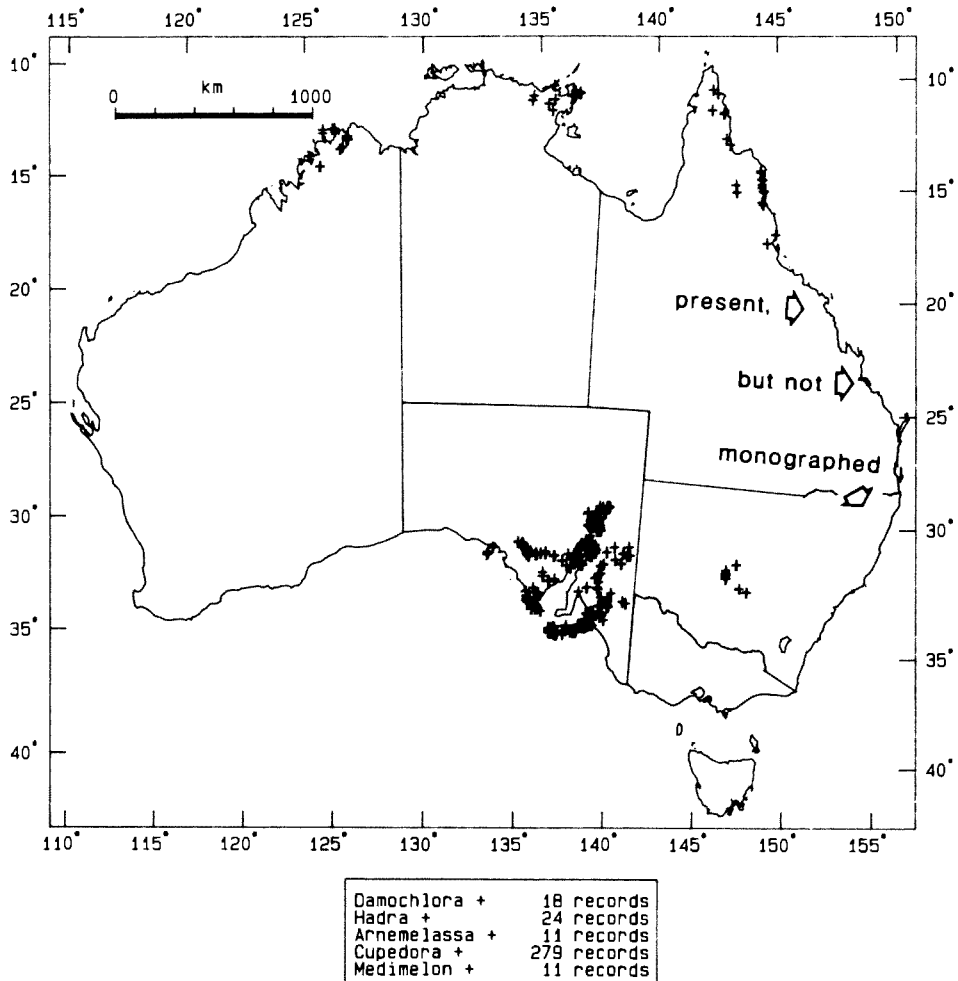 115° 120° 125° 130° 135° 140° 145° 150°
10° 10°
km
0 1000
15° 15°
20° 20°
present,
but not
25° 25°
monographed
30° 30°
35° 35°
40° 40°
110° 115° 120° 125° 130° 135° 140° 145° 150° 155°
Damochlora + 18 records
Hadra + 24 records
Arnemelassa + 11 records
Cupedora + 279 records
Medimelon + 11 records